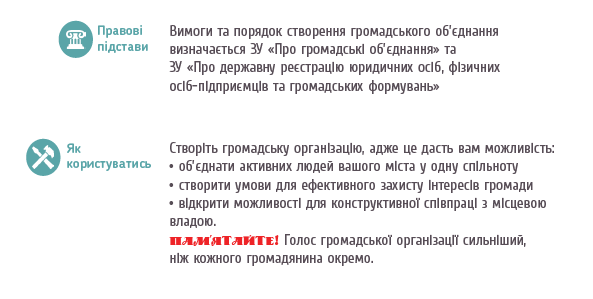 Правові
підстави
Вимоги та порядок створення громадського об'єднання
визначається ЗУ «Про громадські об'єднання» та
ЗУ «Про державну реєстрацію юридичних осіб, фізичних
осіб-підприємців та громадських формувань»
Як
користуватись
Створіть громадську організацію, адже це дасть вам можливість:
• об'єднати активних людей вашого міста у одну спільноту
• створити умови для ефективного захисту інтересів громади
• відкрити можливості для конструктивної співпраці з місцевою
владою.
ПАМ'ЯТАЙТЕ! Голос громадської організації сильніший,
ніж кожного громадянина окремо.